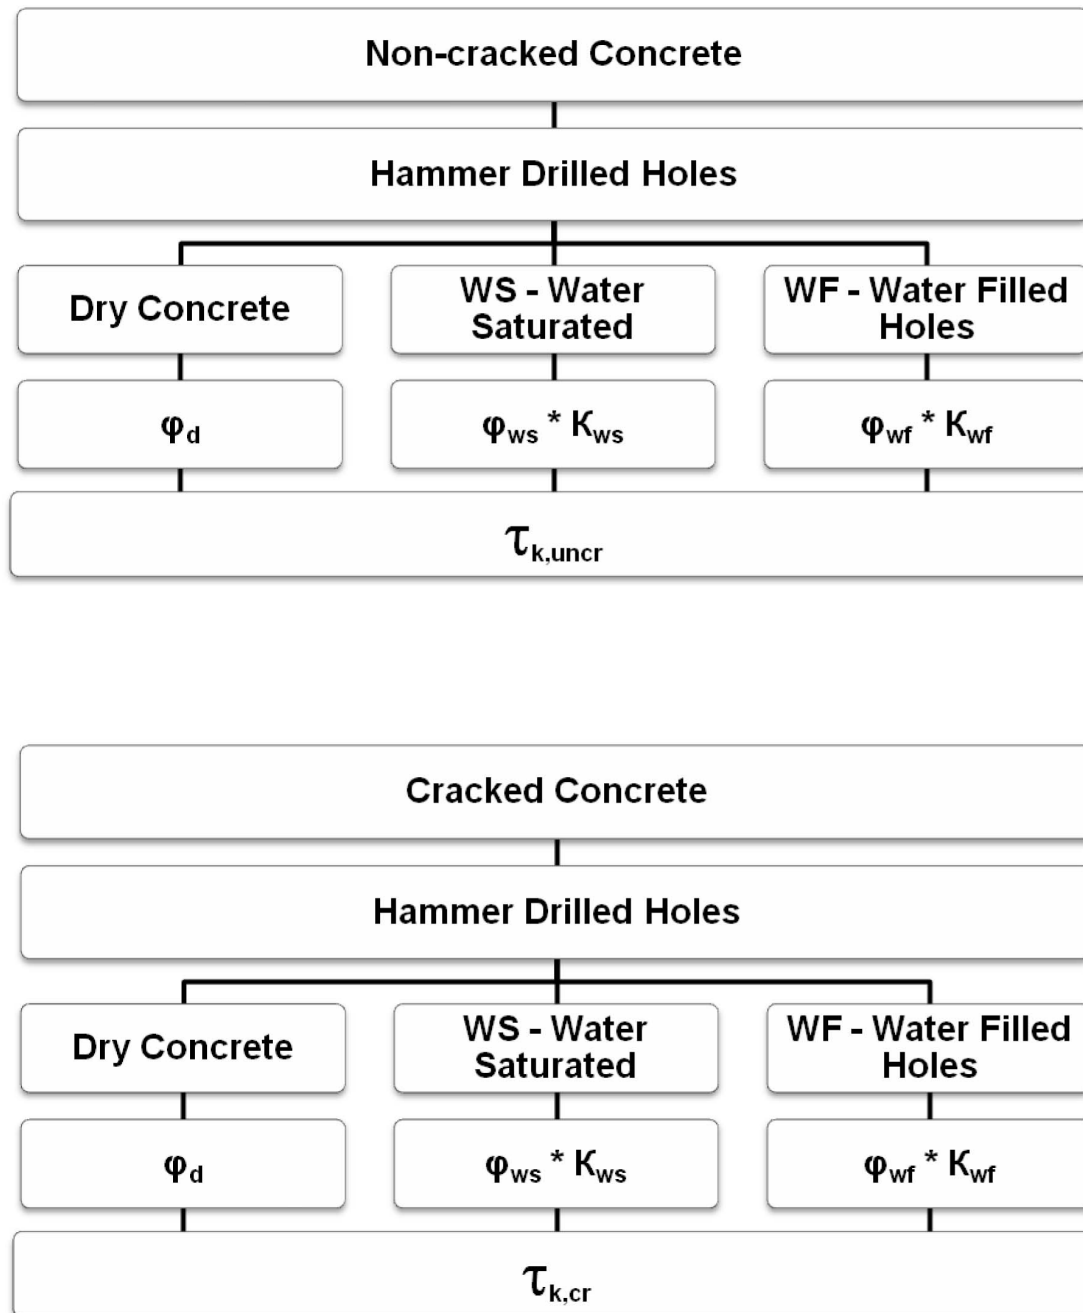 Non-cracked Concrete
Hammer Drilled Holes
Dry Concrete
WS - Water
Saturated
WF - Water Filled
Holes
φd
φws * Kws
φwf * Kwf
τk,uncr
Cracked Concrete
Hammer Drilled Holes
Dry Concrete
WS - Water
Saturated
WF - Water Filled
Holes
φd
φws * Kws
φwf * Kwf
τk,cr